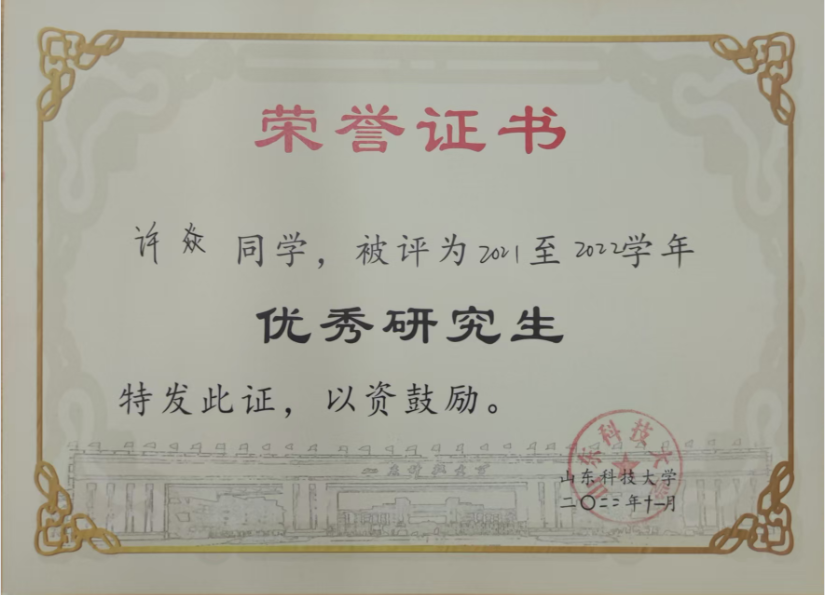 荣誉证书
许焱 同学，被评为2021至2022学年
优秀研究生
特发此证，以资鼓励。
山东科技大学
山东科技大学
二〇二二年十一月